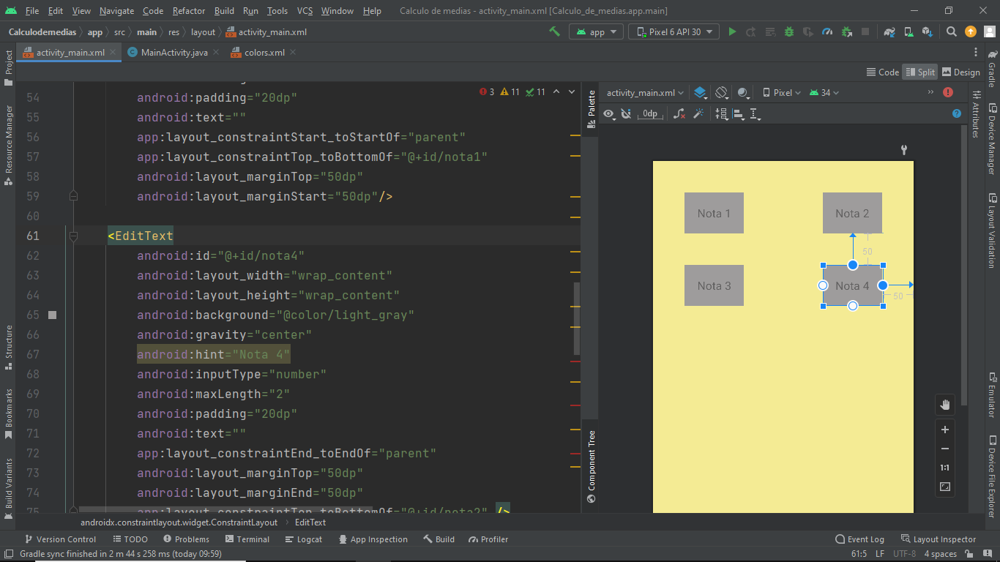 File Edit View Navigate Code Refactor Build Run Tools VCS Window Help Calculo de medias - activity_main.xml [Calculo_de_medias.app.main]
Calculodemedias app src main res layout activity_main.xml app Pixel 6 API 30
activity_main.xml MainActivity.java colors.xml
Code Split Design
Project
Resource Manager
Structure
Bookmarks
Build Variants
3 11 11
54 android:padding="20dp"
55 android:text=""
56 app:layout_constraintStart_toStartOf="parent"
57 app:layout_constraintTop_toBottomOf="@+id/nota1"
58 android:layout_marginTop="50dp"
59 android:layout_marginStart="50dp"/>
60
61 <EditText
62 android:id="@+id/nota4"
63 android:layout_width="wrap_content"
64 android:layout_height="wrap_content"
65 android:background="@color/light_gray"
66 android:gravity="center"
67 android:hint="Nota 4"
68 android:inputType="number"
69 android:maxLength="2"
70 android:padding="20dp"
71 android:text=""
72 app:layout_constraintEnd_toEndOf="parent"
73 android:layout_marginTop="50dp"
74 android:layout_marginEnd="50dp"
75 app:layout_constraintTop_toBottomOf="@+id/nota2" />
androidx.constraintlayout.widget.ConstraintLayout EditText
Palette
Component Tree
activity_main.xml Pixel 34
0dp
Nota 1 Nota 2
50
Nota 3 Nota 4
50
1:1
Attributes
Gradle
Device Manager
Layout Validation
Emulator
Device File Explorer
Version Control TODO Problems Terminal Logcat App Inspection Build Profiler Event Log Layout Inspector
Gradle sync finished in 2 m 44 s 258 ms (today 09:59) 61:5 LF UTF-8 4 spaces